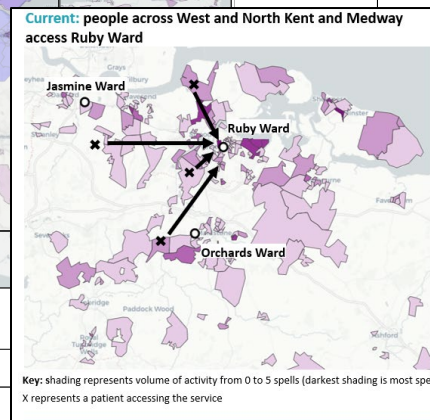 Current: people across West and North Kent and Medway
access Ruby Ward
Grays
Jasmine Ward
Ruby Ward
Orchards Ward
Paddock Wood
Key: shading represents volume of activity from 0 to 5 spells (darkest shading is most spe
X represents a patient accessing the service